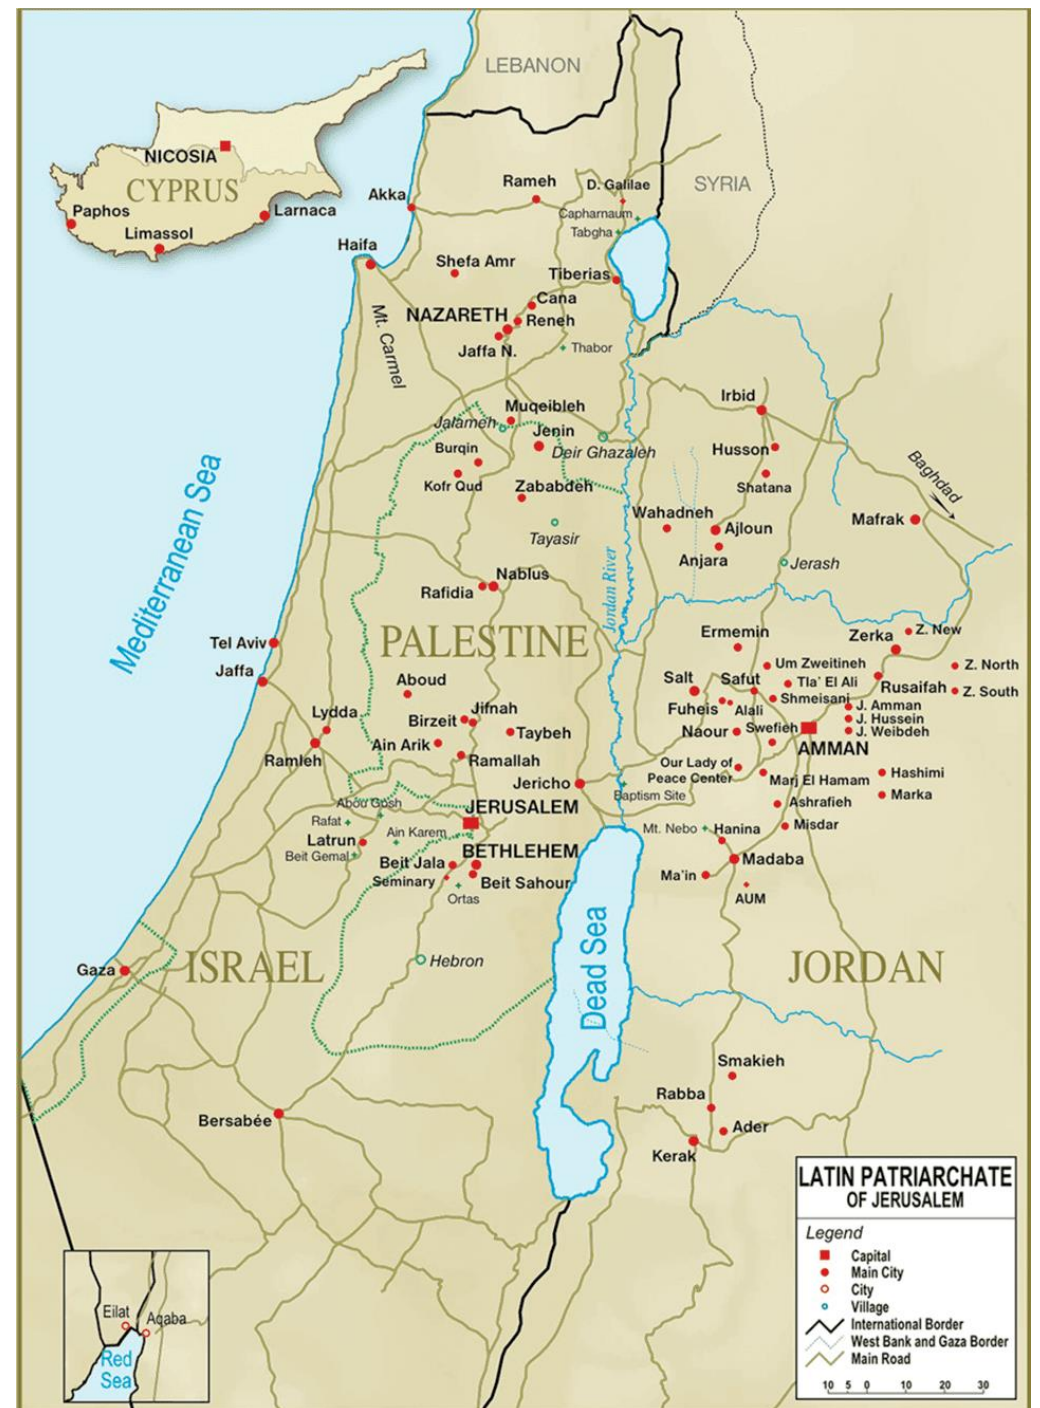 LEBANON
NICOSIA
CYPRUS
Paphos
Larnaca
Limassol
SYRIA
Akka
Rameh
D. Galilae
Capharnaum
Tabgha
Haifa
Shefa Amr
Tiberias
Cana
NAZARETH
Reneh
Jaffa N.
Thabor
Mt. Carmel
Irbid
Muqeibleh
Jalameh
Jenin
Deir Ghazaleh
Burqin
Husson
Kofr Qud
Zababdeh
Shatana
Baghdad
Mediterranean Sea
Wahadneh
Ajloun
Mafrak
Tayasir
Anjara
Jerash
Jordan River
Nablus
Rafidia
PALESTINE
Tel Aviv
Jaffa
Ermemin
Zerka
Z. New
Um Zweitineh
Z. North
Salt
Safut
Tla' El Ali
Rusaifah
Z. South
Aboud
Fuheis
Alali
Shmeisani
J. Amman
Lydda
Birzeit
Jifnah
J. Hussein
Taybeh
Naour
Swefieh
J. Weibdeh
Ain Arik
AMMAN
Ramleh
Ramallah
Our Lady of
Peace Center
Jericho
Marj El Hamam
Hashimi
Baptism Site
Marka
Abou Gosh
JERUSALEM
Ashrafieh
Rafat
Ain Karem
Mt. Nebo
Hanina
Misdar
Latrun
Beit Gemal
BETHLEHEM
Beit Jala
Madaba
Seminary
Beit Sahour
Ma'in
Ortas
AUM
Hebron
Gaza
ISRAEL
Dead Sea
JORDAN
Smakieh
Rabba
Bersabée
Ader
Kerak
LATIN PATRIARCHATE
OF JERUSALEM
Legend
Capital
Main City
City
Village
International Border
West Bank and Gaza Border
Main Road
10 5 0 10 20 30
Eilat
Aqaba
Red
Sea